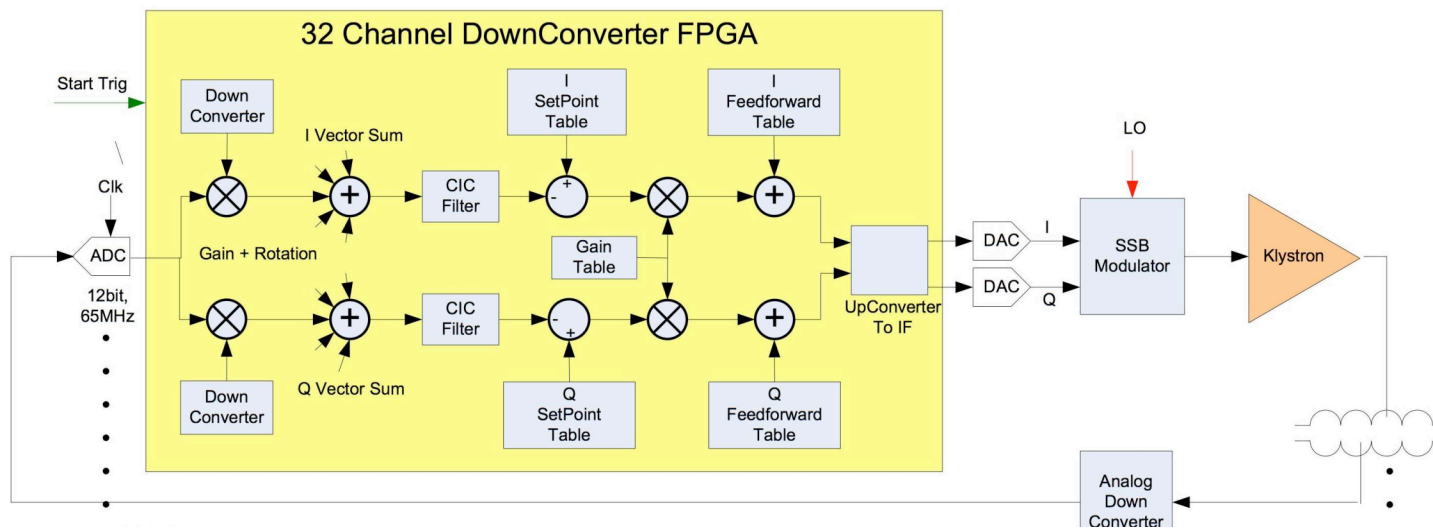 32 Channel DownConverter FPGA
Start Trig
Down
Converter
I
SetPoint
Table
I
Feedforward
Table
I Vector Sum
LO
Clk
CIC
Filter
+
-
+
+
ADC
Gain + Rotation
Gain
Table
DAC
I
SSB
Modulator
Klystron
12bit,
65MHz
DAC
Q
UpConverter
To IF
+
CIC
Filter
-
+
+
Q Vector Sum
Down
Converter
Q
SetPoint
Table
Q
Feedforward
Table
Analog
Down
Converter